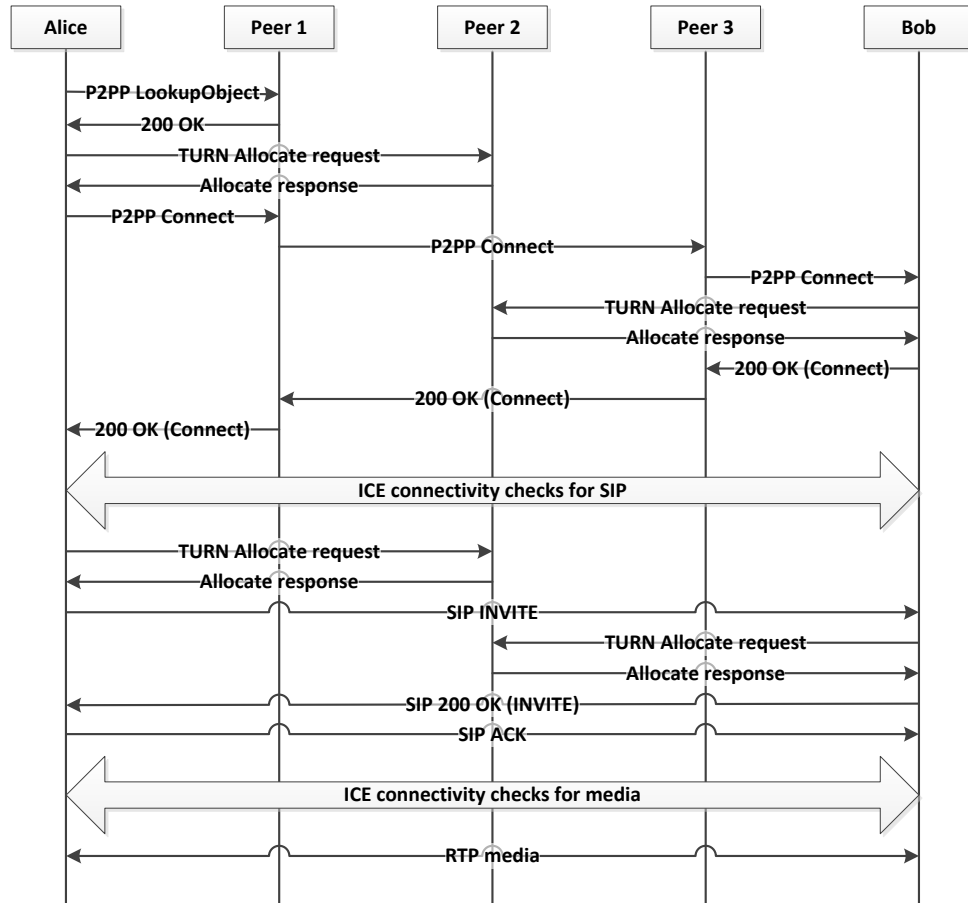 Alice
Peer 1
Peer 2
Peer 3
Bob
P2PP LookupObject
200 OK
TURN Allocate request
Allocate response
P2PP Connect
P2PP Connect
P2PP Connect
TURN Allocate request
Allocate response
200 OK (Connect)
200 OK (Connect)
200 OK (Connect)
ICE connectivity checks for SIP
TURN Allocate request
Allocate response
SIP INVITE
TURN Allocate request
Allocate response
SIP 200 OK (INVITE)
SIP ACK
ICE connectivity checks for media
RTP media